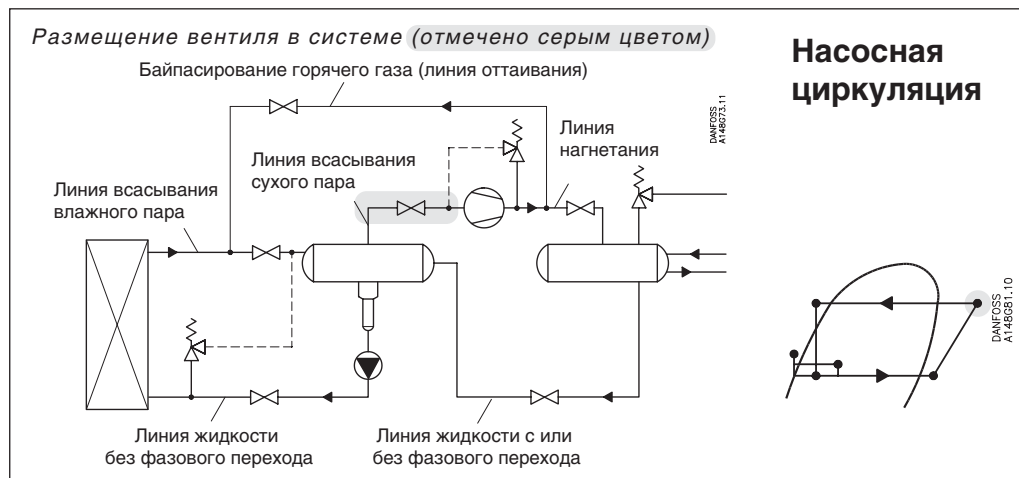 Размещение вентиля в системе (отмечено серым цветом)
Насосная
циркуляция
Байпасирование горячего газа (линия оттаивания)
DANFOSS
A148G73.11
Линия
нагнетания
Линия всасывания
сухого пара
Линия всасывания
влажного пара
DANFOSS
A148G81.10
Линия жидкости
без фазового перехода
Линия жидкости с или
без фазового перехода